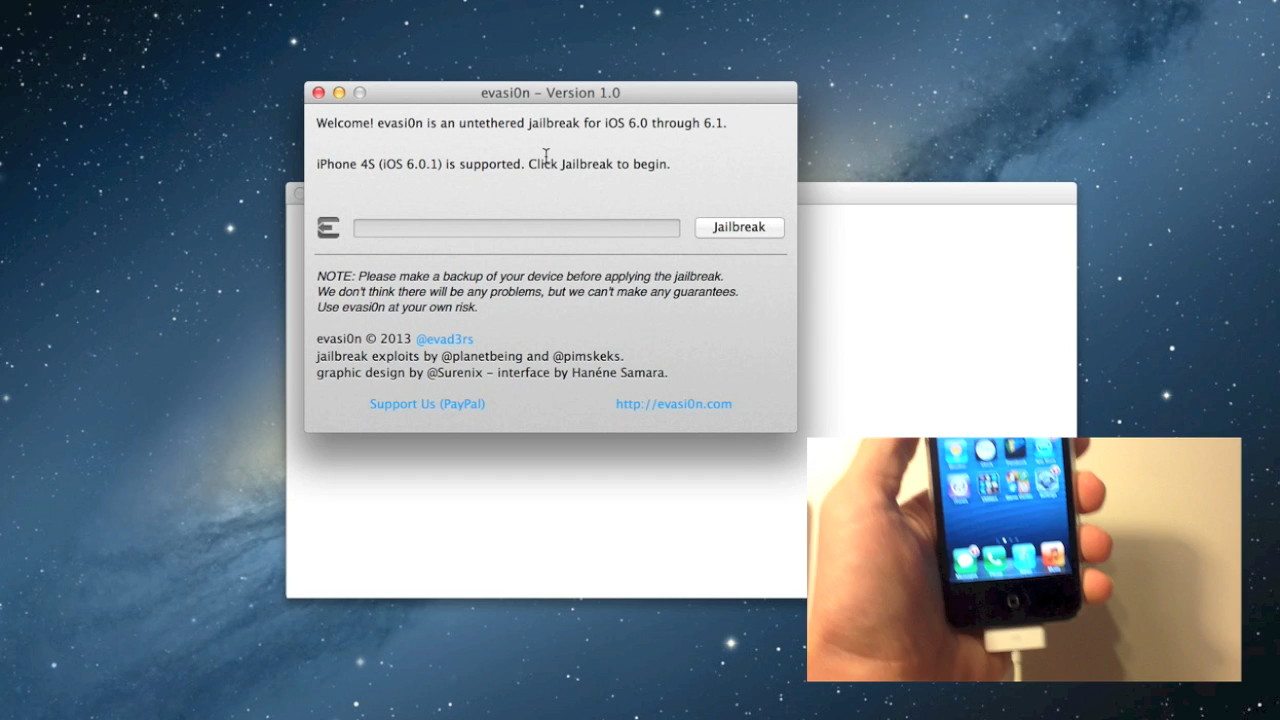 evasi0n – Version 1.0
Welcome! evasi0n is an untethered jailbreak for iOS 6.0 through 6.1.
iPhone 4S (iOS 6.0.1) is supported. Click Jailbreak to begin.
Jailbreak
NOTE: Please make a backup of your device before applying the jailbreak.
We don't think there will be any problems, but we can't make any guarantees.
Use evasi0n at your own risk.
evasi0n © 2013 @evad3rs
jailbreak exploits by @planetbeing and @pimskeks.
graphic design by @Surenix – interface by Hanéne Samara.
Support Us (PayPal)
http://evasi0n.com